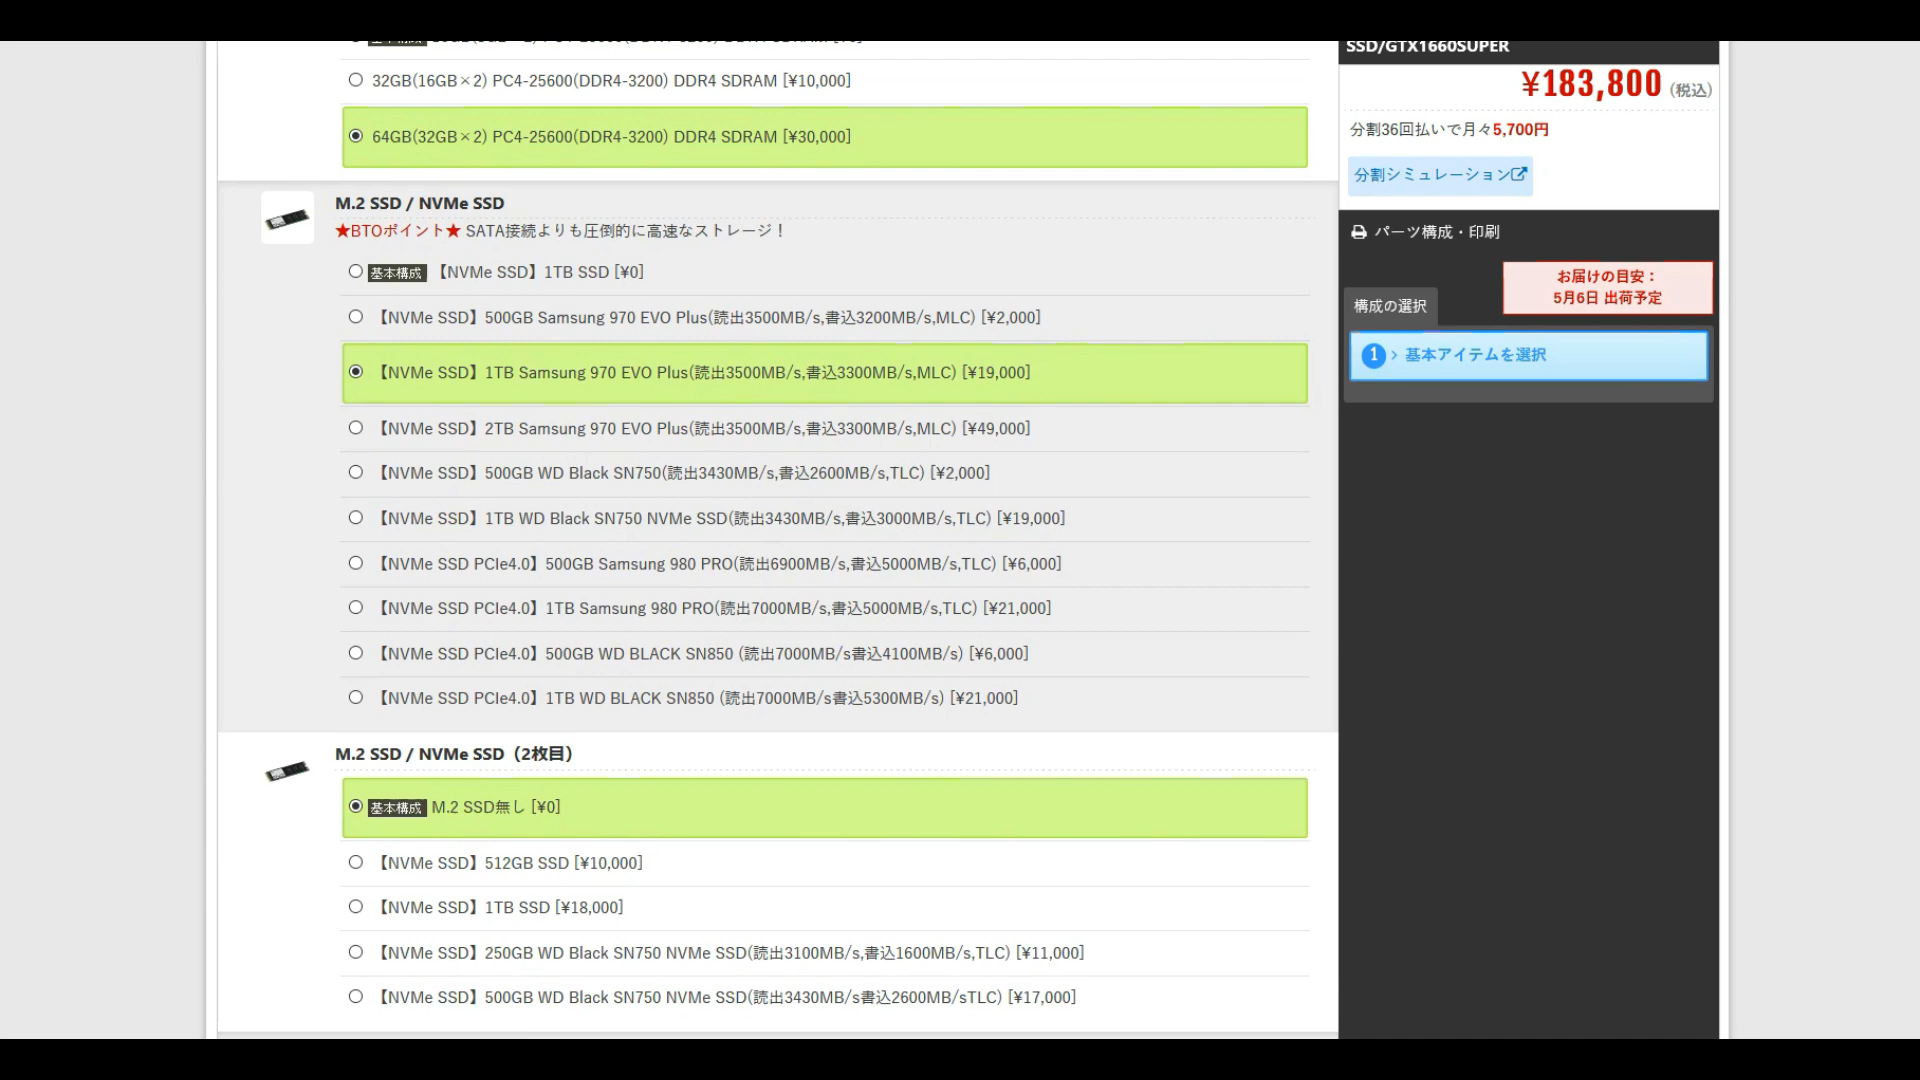 32GB(16GB×2) PC4-25600(DDR4-3200) DDR4 SDRAM [¥10,000]
64GB(32GB×2) PC4-25600(DDR4-3200) DDR4 SDRAM [¥30,000]
M.2 SSD / NVMe SSD
★BTOポイント★ SATA接続よりも圧倒的に高速なストレージ！
基本構成 【NVMe SSD】1TB SSD [¥0]
【NVMe SSD】500GB Samsung 970 EVO Plus(読出3500MB/s,書込3200MB/s,MLC) [¥2,000]
【NVMe SSD】1TB Samsung 970 EVO Plus(読出3500MB/s,書込3300MB/s,MLC) [¥19,000]
【NVMe SSD】2TB Samsung 970 EVO Plus(読出3500MB/s,書込3300MB/s,MLC) [¥49,000]
【NVMe SSD】500GB WD Black SN750(読出3430MB/s,書込2600MB/s,TLC) [¥2,000]
【NVMe SSD】1TB WD Black SN750 NVMe SSD(読出3430MB/s,書込3000MB/s,TLC) [¥19,000]
【NVMe SSD PCIe4.0】500GB Samsung 980 PRO(読出6900MB/s,書込5000MB/s,TLC) [¥6,000]
【NVMe SSD PCIe4.0】1TB Samsung 980 PRO(読出7000MB/s,書込5000MB/s,TLC) [¥21,000]
【NVMe SSD PCIe4.0】500GB WD BLACK SN850 (読出7000MB/s書込4100MB/s) [¥6,000]
【NVMe SSD PCIe4.0】1TB WD BLACK SN850 (読出7000MB/s書込5300MB/s) [¥21,000]
M.2 SSD / NVMe SSD（2枚目）
基本構成 M.2 SSD無し [¥0]
【NVMe SSD】512GB SSD [¥10,000]
【NVMe SSD】1TB SSD [¥18,000]
【NVMe SSD】250GB WD Black SN750 NVMe SSD(読出3100MB/s,書込1600MB/s,TLC) [¥11,000]
【NVMe SSD】500GB WD Black SN750 NVMe SSD(読出3430MB/s書込2600MB/sTLC) [¥17,000]
SSD/GTX1660SUPER
¥183,800 (税込)
分割36回払いで月々5,700円
分割シミュレーション
パーツ構成・印刷
お届けの目安：
5月6日 出荷予定
構成の選択
1 › 基本アイテムを選択